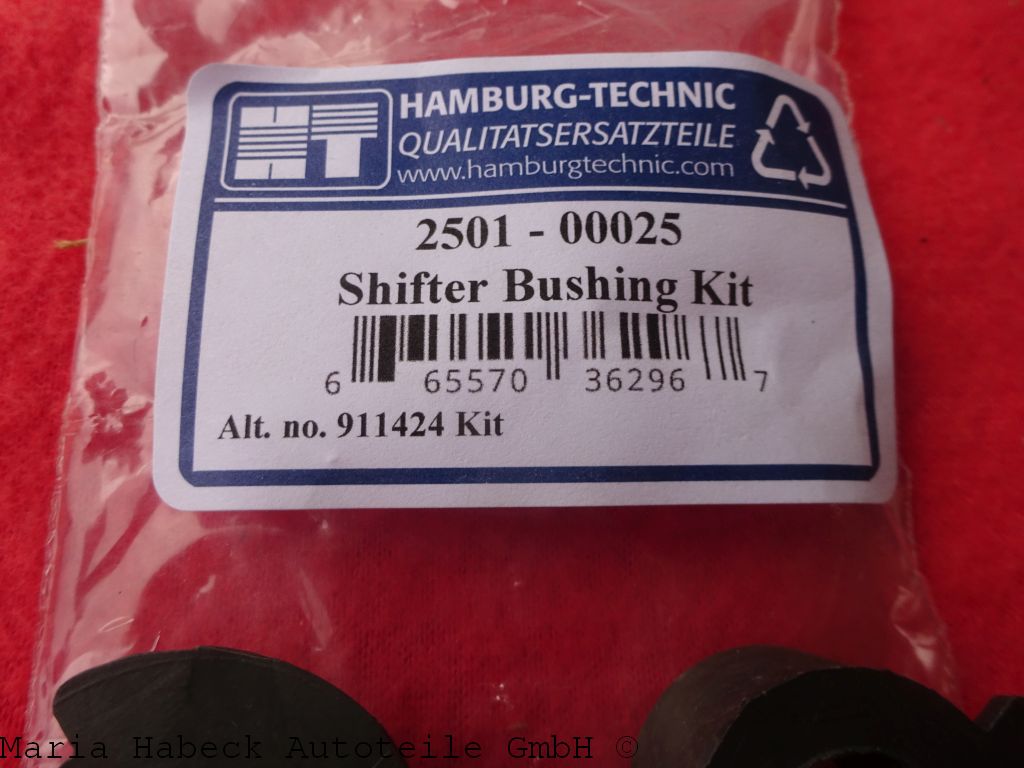 HT
HAMBURG-TECHNIC
QUALITATSERSATZTEILE
www.hamburgtechnic.com
2501 - 00025
Shifter Bushing Kit
6 65570 36296 7
Alt. no. 911424 Kit
Maria Habeck Autoteile GmbH ©